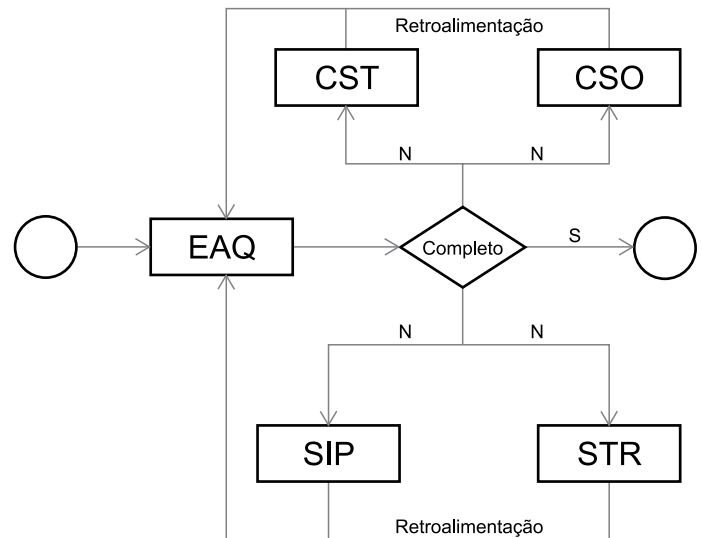 Retroalimentação
CST
CSO
N
N
EAQ
Completo
S
N
N
SIP
STR
Retroalimentação